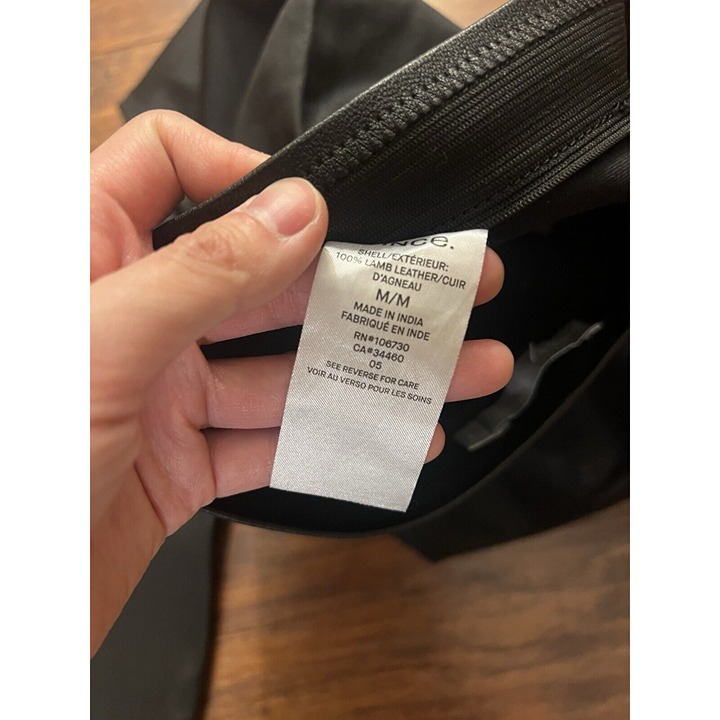 SHELL/EXTÉRIEUR:
100% LAMB LEATHER/CUIR
D'AGNEAU
M/M
MADE IN INDIA
FABRIQUÉ EN INDE
RN#106730
CA#34460
05
SEE REVERSE FOR CARE
VOIR AU VERSO POUR LES SOINS